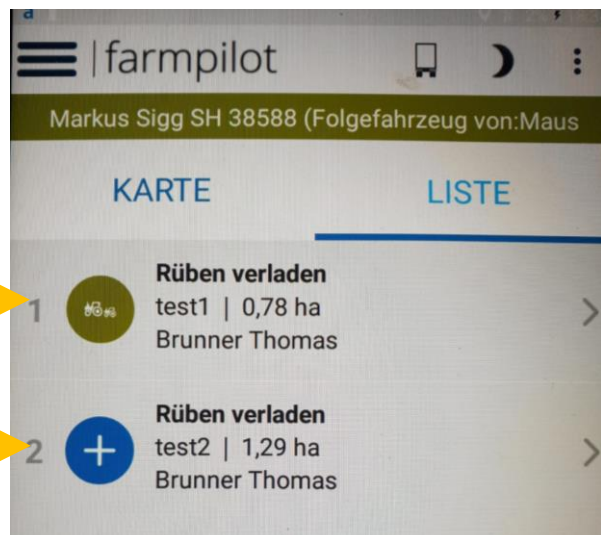 a
farmpilot
Markus Sigg SH 38588 (Folgefahrzeug von:Maus
KARTE LISTE
1 Rüben verladen
test1 | 0,78 ha
Brunner Thomas
2 Rüben verladen
test2 | 1,29 ha
Brunner Thomas